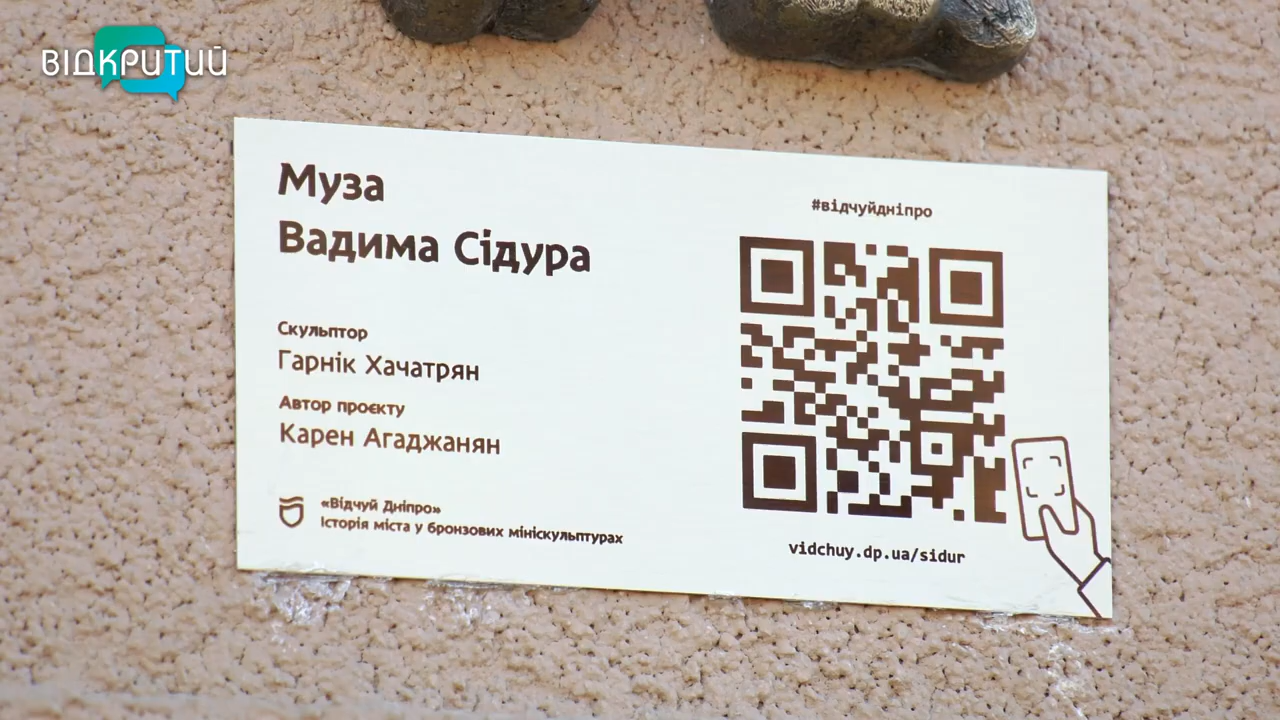 ВІДКРИТИЙ
Муза
Вадима Сідура
Скульптор
Гарнік Хачатрян
Автор проєкту
Карен Агаджанян
«Відчуй Дніпро»
Історія міста у бронзових мініскульптурах
#відчуйдніпро
vidchuy.dp.ua/sidur